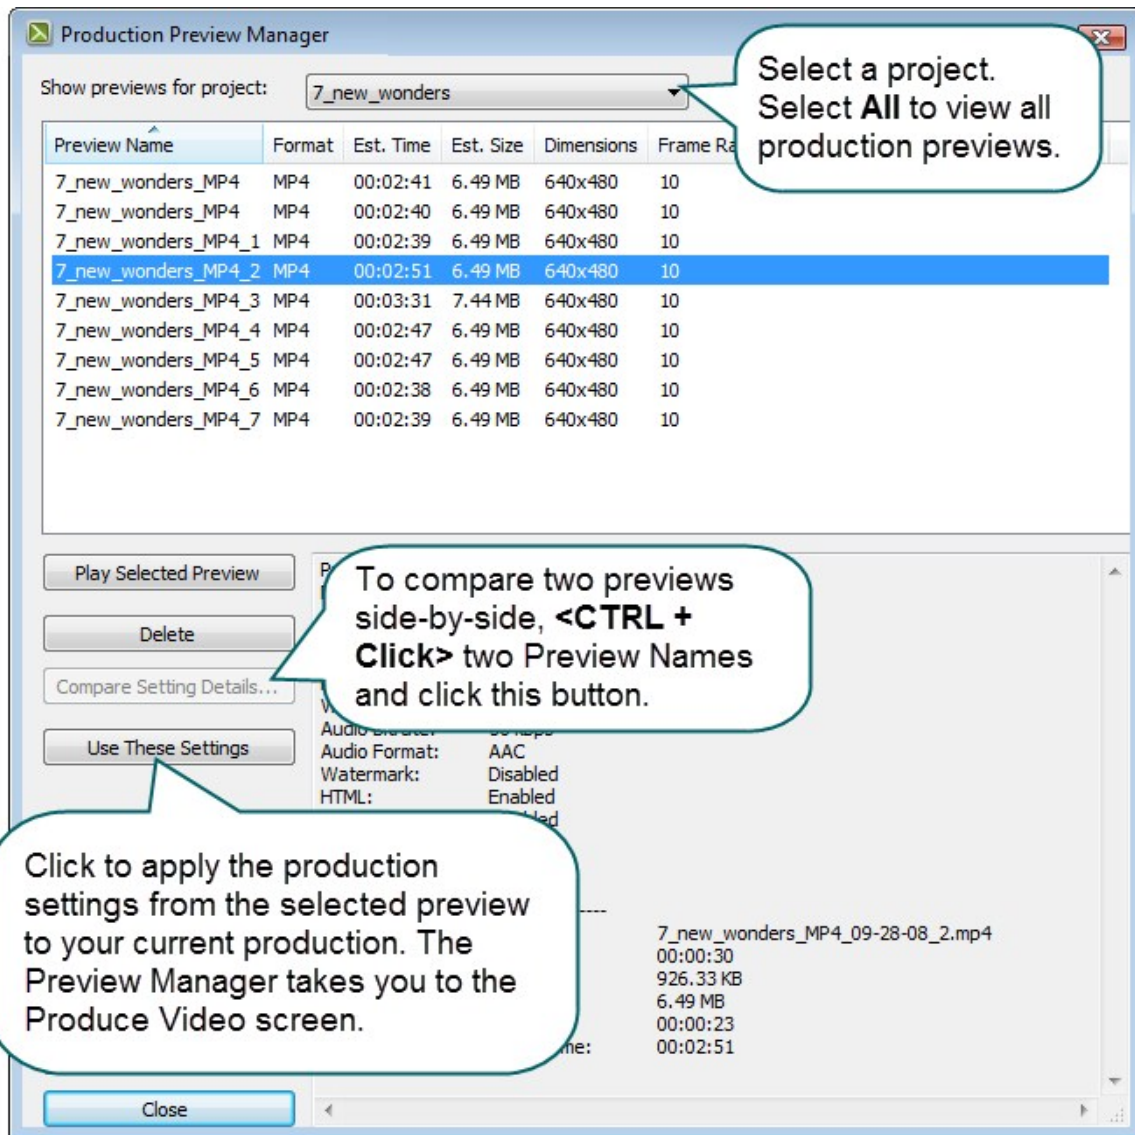 Production Preview Manager
Show previews for project: 7_new_wonders
Select a project.
Select All to view all
production previews.
Preview Name Format Est. Time Est. Size Dimensions
7_new_wonders_MP4 MP4 00:02:41 6.49 MB 640x480 10
7_new_wonders_MP4 MP4 00:02:40 6.49 MB 640x480 10
7_new_wonders_MP4_1 MP4 00:02:39 6.49 MB 640x480 10
7_new_wonders_MP4_2 MP4 00:02:51 6.49 MB 640x480 10
7_new_wonders_MP4_3 MP4 00:03:31 7.44 MB 640x480 10
7_new_wonders_MP4_4 MP4 00:02:47 6.49 MB 640x480 10
7_new_wonders_MP4_5 MP4 00:02:47 6.49 MB 640x480 10
7_new_wonders_MP4_6 MP4 00:02:38 6.49 MB 640x480 10
7_new_wonders_MP4_7 MP4 00:02:39 6.49 MB 640x480 10
Play Selected Preview
Delete
Compare Setting Details...
Use These Settings
To compare two previews
side-by-side, <CTRL +
Click> two Preview Names
and click this button.
Audio Format: AAC
Watermark: Disabled
HTML: Enabled
Click to apply the production
settings from the selected preview
to your current production. The
Preview Manager takes you to the
Produce Video screen.
7_new_wonders_MP4_09-28-08_2.mp4
00:00:30
926.33 KB
6.49 MB
00:00:23
00:02:51
Close